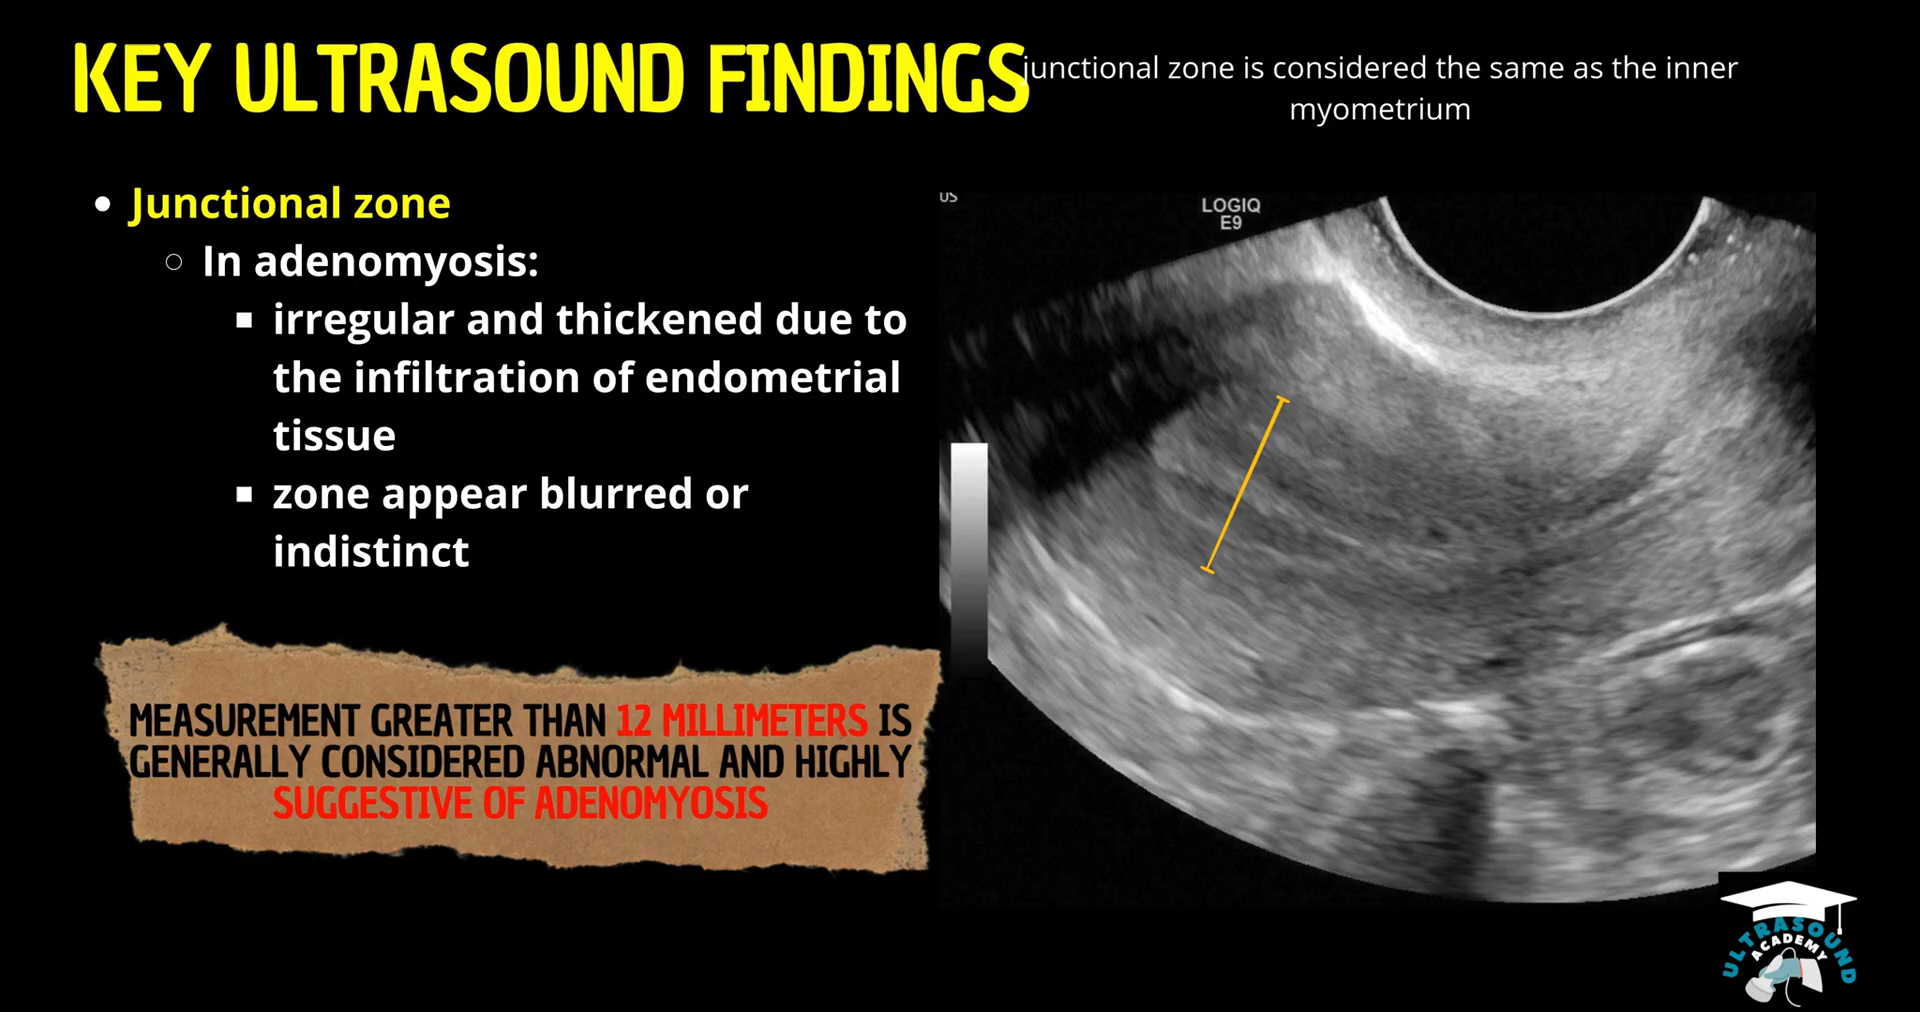 KEY ULTRASOUND FINDINGS
junctional zone is considered the same as the inner
myometrium
Junctional zone
In adenomyosis:
irregular and thickened due to
the infiltration of endometrial
tissue
zone appear blurred or
indistinct
MEASUREMENT GREATER THAN 12 MILLIMETERS IS
GENERALLY CONSIDERED ABNORMAL AND HIGHLY
SUGGESTIVE OF ADENOMYOSIS
US
LOGIQ
E9
ULTRASOUND
ACADEMY